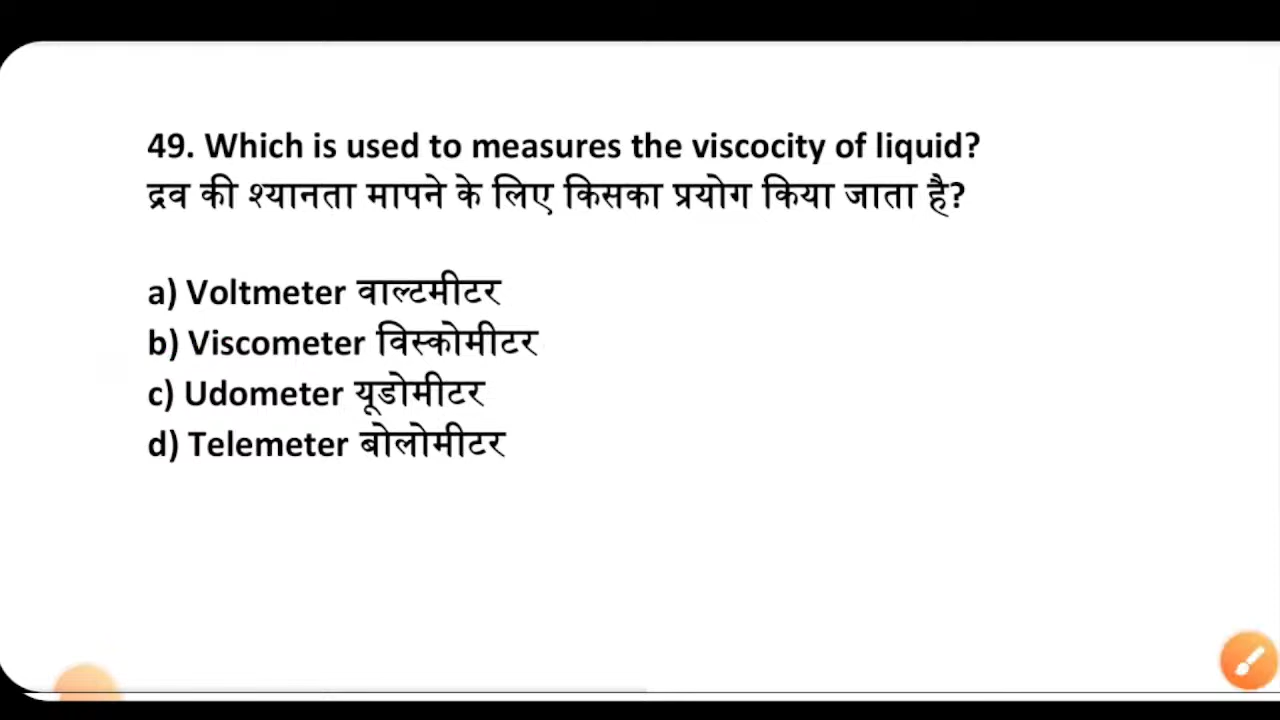 49. Which is used to measures the viscocity of liquid?
द्रव की श्यानता मापने के लिए किसका प्रयोग किया जाता है?
a) Voltmeter वाल्टमीटर
b) Viscometer विस्कोमीटर
c) Udometer यूडोमीटर
d) Telemeter बोलोमीटर